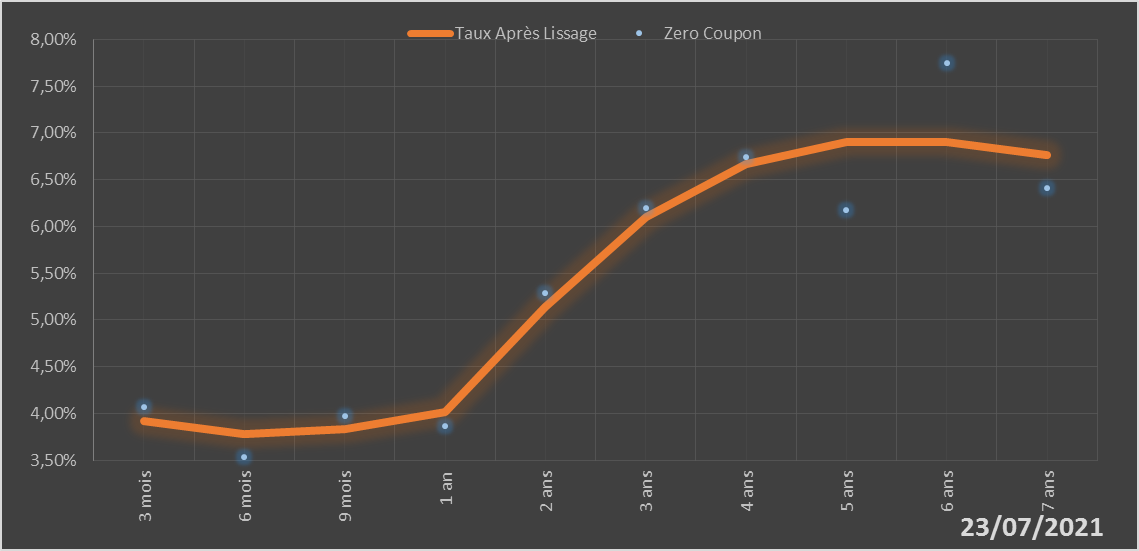 Taux Après Lissage
Zero Coupon
8,00%
7,50%
7,00%
6,50%
6,00%
5,50%
5,00%
4,50%
4,00%
3,50%
3 mois
6 mois
9 mois
1 an
2 ans
3 ans
4 ans
5 ans
6 ans
7 ans
23/07/2021